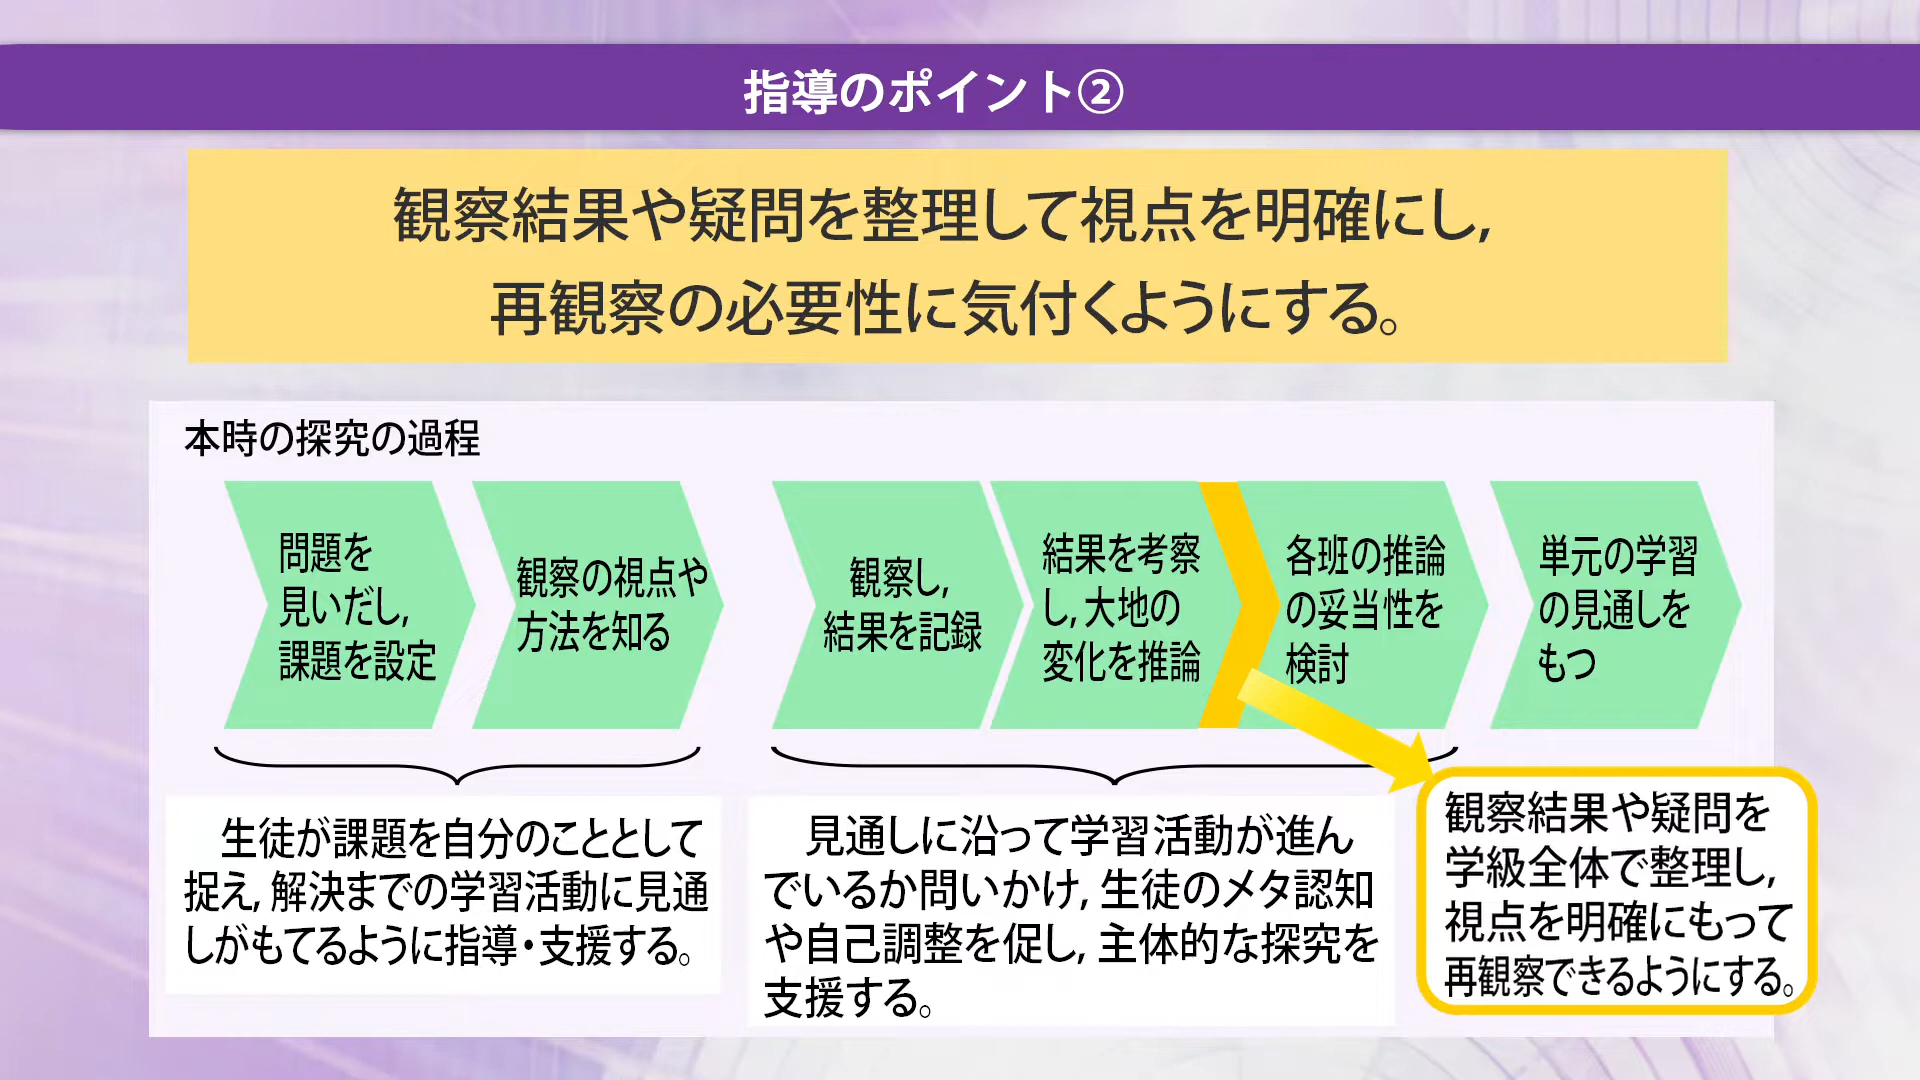 指導のポイント②
観察結果や疑問を整理して視点を明確にし,
再観察の必要性に気付くようにする。
本時の探究の過程
問題を
見いだし,
課題を設定
観察の視点や
方法を知る
観察し,
結果を記録
結果を考察
し, 大地の
変化を推論
各班の推論
の妥当性を
検討
単元の学習
の見通しを
もつ
生徒が課題を自分のこととして
捉え, 解決までの学習活動に見通
しがもてるように指導・支援する。
見通しに沿って学習活動が進ん
でいるか問いかけ, 生徒のメタ認知
や自己調整を促し, 主体的な探究を
支援する。
観察結果や疑問を
学級全体で整理し,
視点を明確にもって
再観察できるようにする。